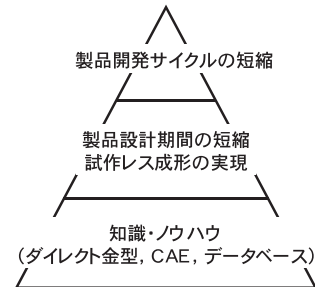 製品開発サイクルの短縮
製品設計期間の短縮
試作レス成形の実現
知識・ノウハウ
（ダイレクト金型，CAE，データベース）